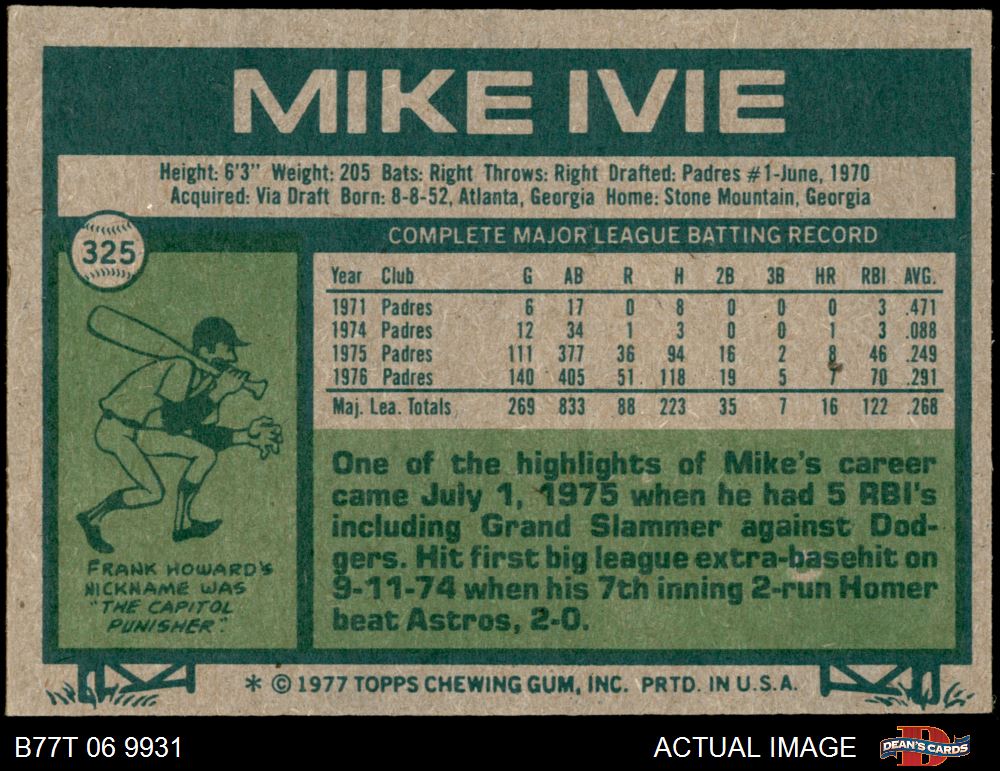 MIKE IVIE
Height: 6'3" Weight: 205 Bats: Right Throws: Right Drafted: Padres #1-June, 1970
Acquired: Via Draft Born: 8-8-52, Atlanta, Georgia Home: Stone Mountain, Georgia
325
COMPLETE MAJOR LEAGUE BATTING RECORD
Year Club G AB R H 2B 3B HR RBI AVG.
1971 Padres 6 17 0 8 0 0 0 3 .471
1974 Padres 12 34 1 3 0 0 1 3 .088
1975 Padres 111 377 36 94 16 2 8 46 .249
1976 Padres 140 405 51 118 19 5 7 70 .291
Maj. Lea. Totals 269 833 88 223 35 7 16 122 .268
One of the highlights of Mike's career
came July 1, 1975 when he had 5 RBI's
including Grand Slammer against Dod-
gers. Hit first big league extra-basehit on
9-11-74 when his 7th inning 2-run Homer
beat Astros, 2-0.
FRANK HOWARD'S
NICKNAME WAS
"THE CAPITOL
PUNISHER."
* © 1977 TOPPS CHEWING GUM, INC. PRTD. IN U.S.A.
B77T 06 9931
ACTUAL IMAGE
DEAN'S CARDS